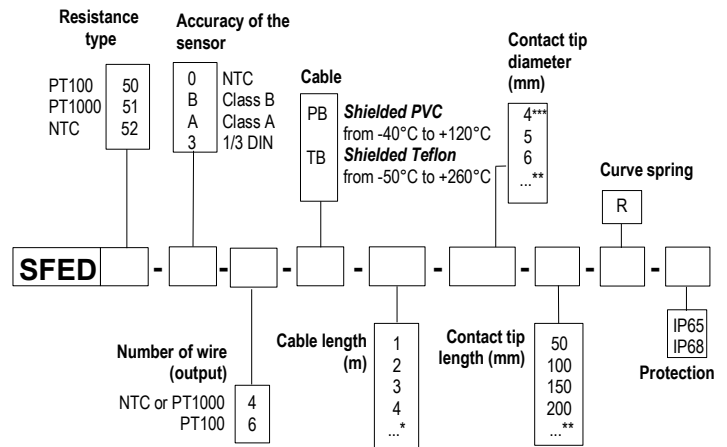 Resistance
type
PT100 50
PT1000 51
NTC 52
Accuracy of the
sensor
0 NTC
B Class B
A Class A
3 1/3 DIN
Cable
PB Shielded PVC
from -40°C to +120°C
TB Shielded Teflon
from -50°C to +260°C
Contact tip
diameter
(mm)
4***
5
6
...**
Curve spring
R
SFED - - - - - - - -
Number of wire
(output)
NTC or PT1000 4
PT100 6
Cable length
(m)
1
2
3
4
...*
Contact tip
length (mm)
50
100
150
200
...**
IP65
IP68
Protection